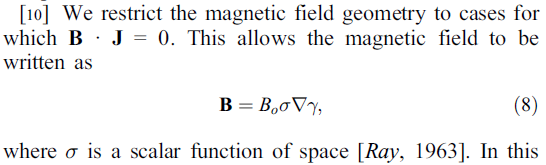 [10] We restrict the magnetic field geometry to cases for
which B · J = 0. This allows the magnetic field to be
written as
B = Bₒσ∇γ, (8)
where σ is a scalar function of space [Ray, 1963]. In this